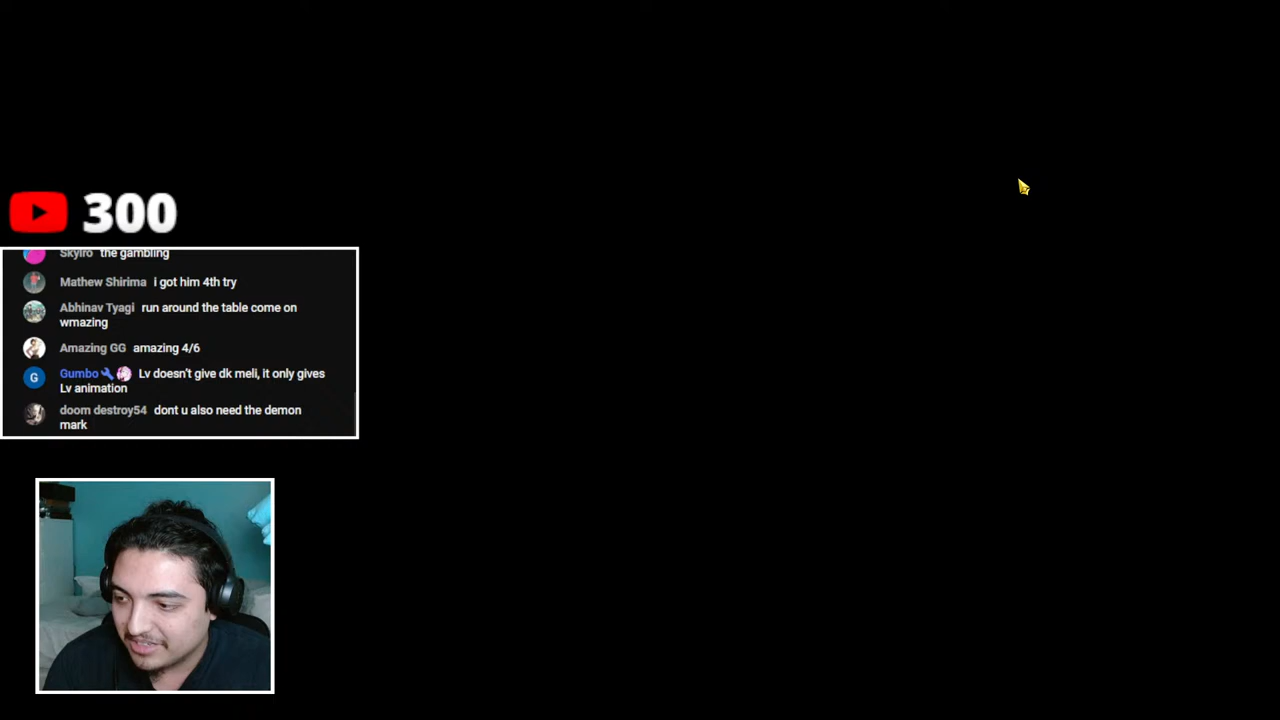 300
Skylro the gambling
Mathew Shirima i got him 4th try
Abhinav Tyagi run around the table come on
wmazing
Amazing GG amazing 4/6
G Gumbo Lv doesn't give dk meli, it only gives
Lv animation
doom destroy54 dont u also need the demon
mark